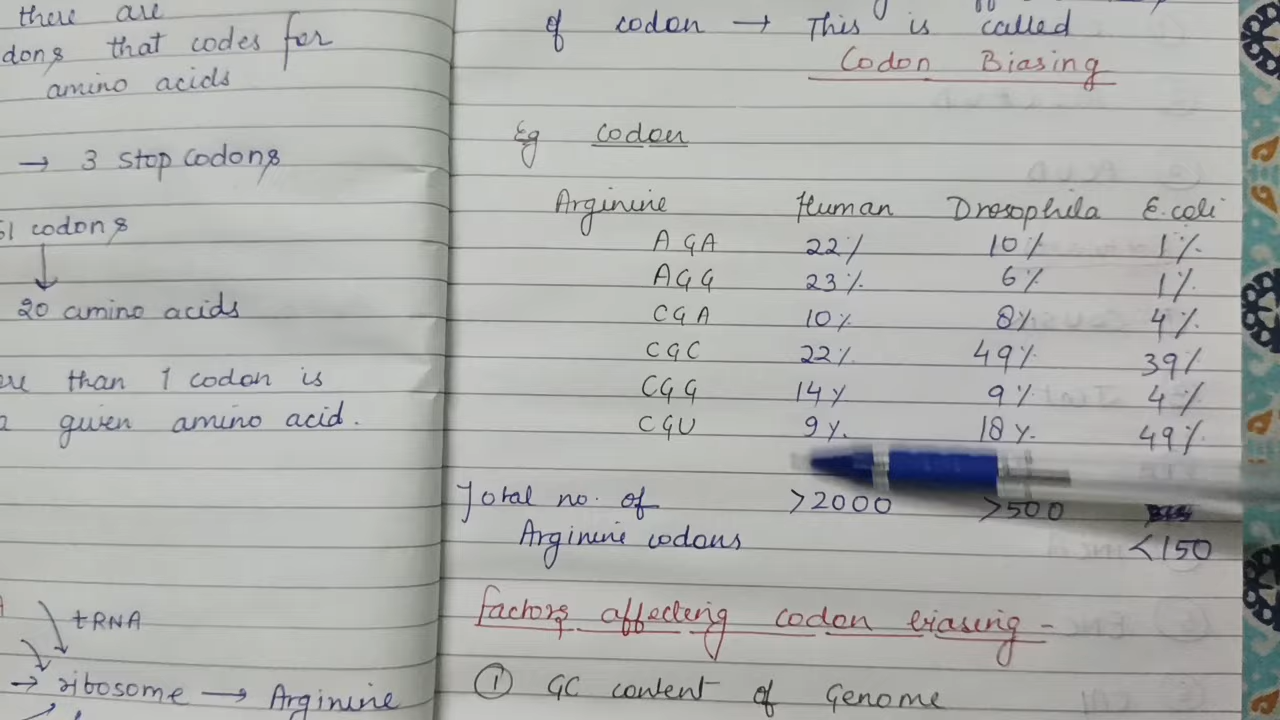 there are
dons that codes for
amino acids
→ 3 stop codons
61 codons
↓
20 amino acids
ere than 1 codon is
given amino acid.
tRNA
→ ribosome → Arginine
of codon → This is called
Codon Biasing
Eg codon
Arginine Human Drosophila E.coli
AGA 22% 10% 1%
AGG 23% 6% 1%
CGA 10% 8% 4%
CGC 22% 49% 39%
CGG 14% 9% 4%
CGU 9% 18% 49%
Total no. of >2000 >500
Arginine codons <150
factors affecting codon biasing -
① GC content of Genome